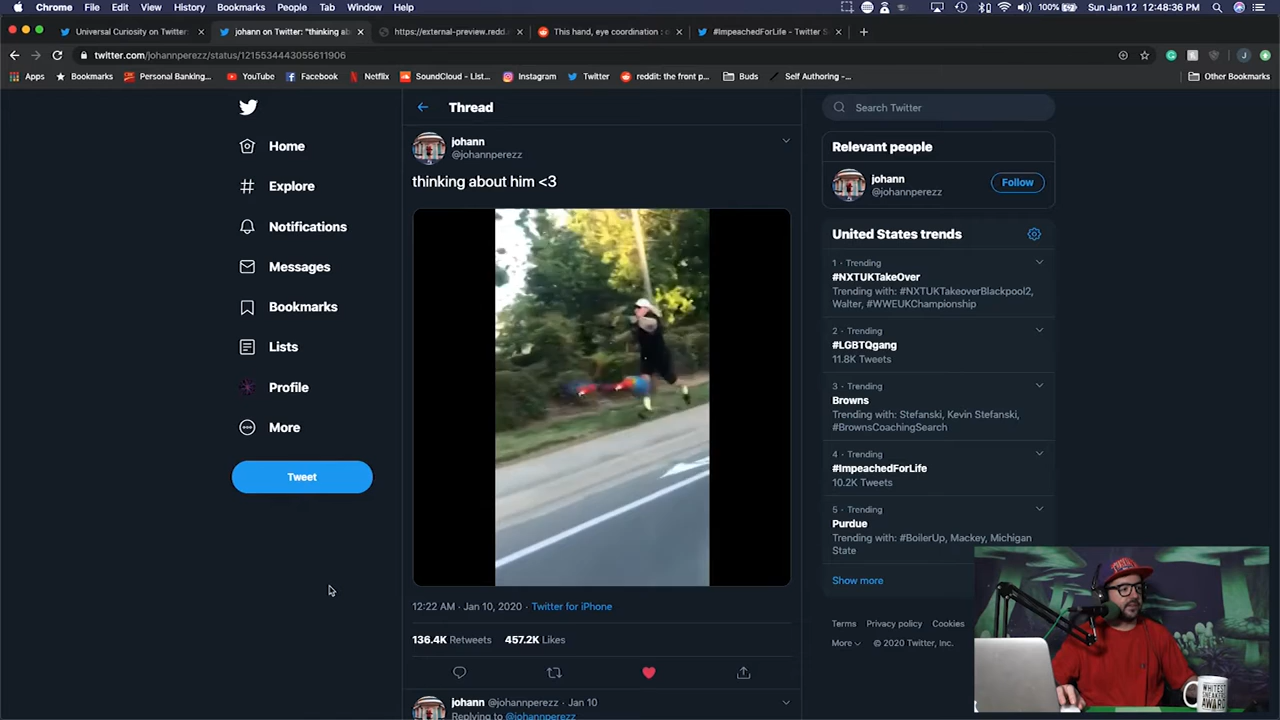 Chrome File Edit View History Bookmarks People Tab Window Help 100% Sun Jan 12 12:48:36 PM
Universal Curiosity on Twitter: johann on Twitter: "thinking ab https://external-preview.redd. This hand, eye coordination : o #ImpeachedForLife - Twitter S
twitter.com/johannperezz/status/1215534443055611906
Apps Bookmarks Personal Banking... YouTube Facebook Netflix SoundCloud - List... Instagram Twitter reddit: the front p... Buds Self Authoring -... Other Bookmarks
Home
Explore
Notifications
Messages
Bookmarks
Lists
Profile
More
Tweet
Thread
johann
@johannperezz
thinking about him <3
12:22 AM · Jan 10, 2020 · Twitter for iPhone
136.4K Retweets 457.2K Likes
johann @johannperezz · Jan 10
Replying to @johannperezz
Search Twitter
Relevant people
johann
@johannperezz
Follow
United States trends
1 · Trending
#NXTUKTakeOver
Trending with: #NXTUKTakeoverBlackpool2,
Walter, #WWEUKChampionship
2 · Trending
#LGBTQgang
11.8K Tweets
3 · Trending
Browns
Trending with: Stefanski, Kevin Stefanski,
#BrownsCoachingSearch
4 · Trending
#ImpeachedForLife
10.2K Tweets
5 · Trending
Purdue
Trending with: #BoilerUp, Mackey, Michigan
State
Show more
Terms Privacy policy Cookies
More © 2020 Twitter, Inc.
WHITEST
SNEAKER
AWARD